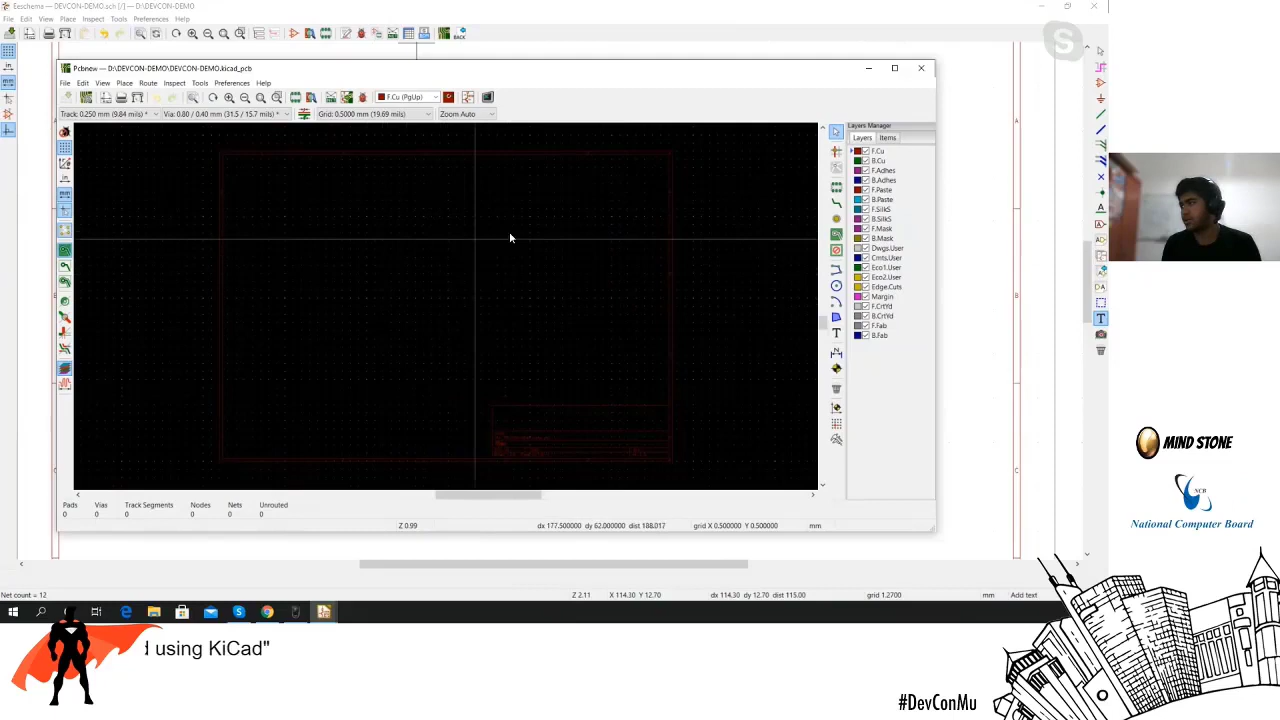 Eeschema — DEVCON-DEMO.sch [/] — D:\DEVCON-DEMO
File Edit View Place Inspect Tools Preferences Help
BACK
S
Pcbnew — D:\DEVCON-DEMO\DEVCON-DEMO.kicad_pcb
File Edit View Place Route Inspect Tools Preferences Help
F.Cu (PgUp)
Track: 0.250 mm (9.84 mils) * Via: 0.80 / 0.40 mm (31.5 / 15.7 mils) * Grid: 0.5000 mm (19.69 mils) Zoom Auto
Layers Manager
Layers Items
F.Cu
B.Cu
F.Adhes
B.Adhes
F.Paste
B.Paste
F.SilkS
B.SilkS
F.Mask
B.Mask
Dwgs.User
Cmts.User
Eco1.User
Eco2.User
Edge.Cuts
Margin
F.CrtYd
B.CrtYd
F.Fab
B.Fab
in
mm
in
mm
A
B
C
Pads Vias Track Segments Nodes Nets Unrouted
0 0 0 0 0 0
Z 0.99 dx 177.500000 dy 62.000000 dist 188.017 grid X 0.500000 Y 0.500000 mm
Net count = 12 Z 2.11 X 114.30 Y 12.70 dx 114.30 dy 12.70 dist 115.00 grid 1.2700 mm Add text
MIND STONE
NCB
National Computer Board
using KiCad"
#DevConMu